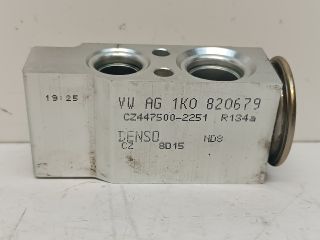 19:25
VW AG 1K0 820679
CZ447500-2251 R134a
DENSO ND8
CZ 8D15